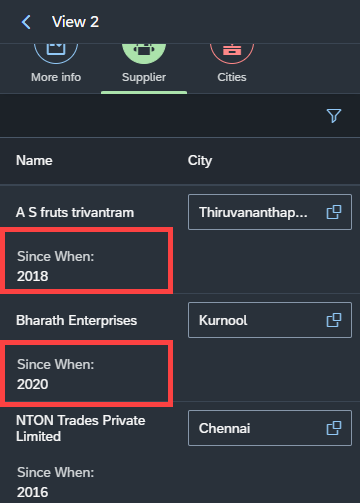 View 2
More info Supplier Cities
Name City
A S fruts trivantram Thiruvananthap...
Since When:
2018
Bharath Enterprises Kurnool
Since When:
2020
NTON Trades Private
Limited
Chennai
Since When:
2016